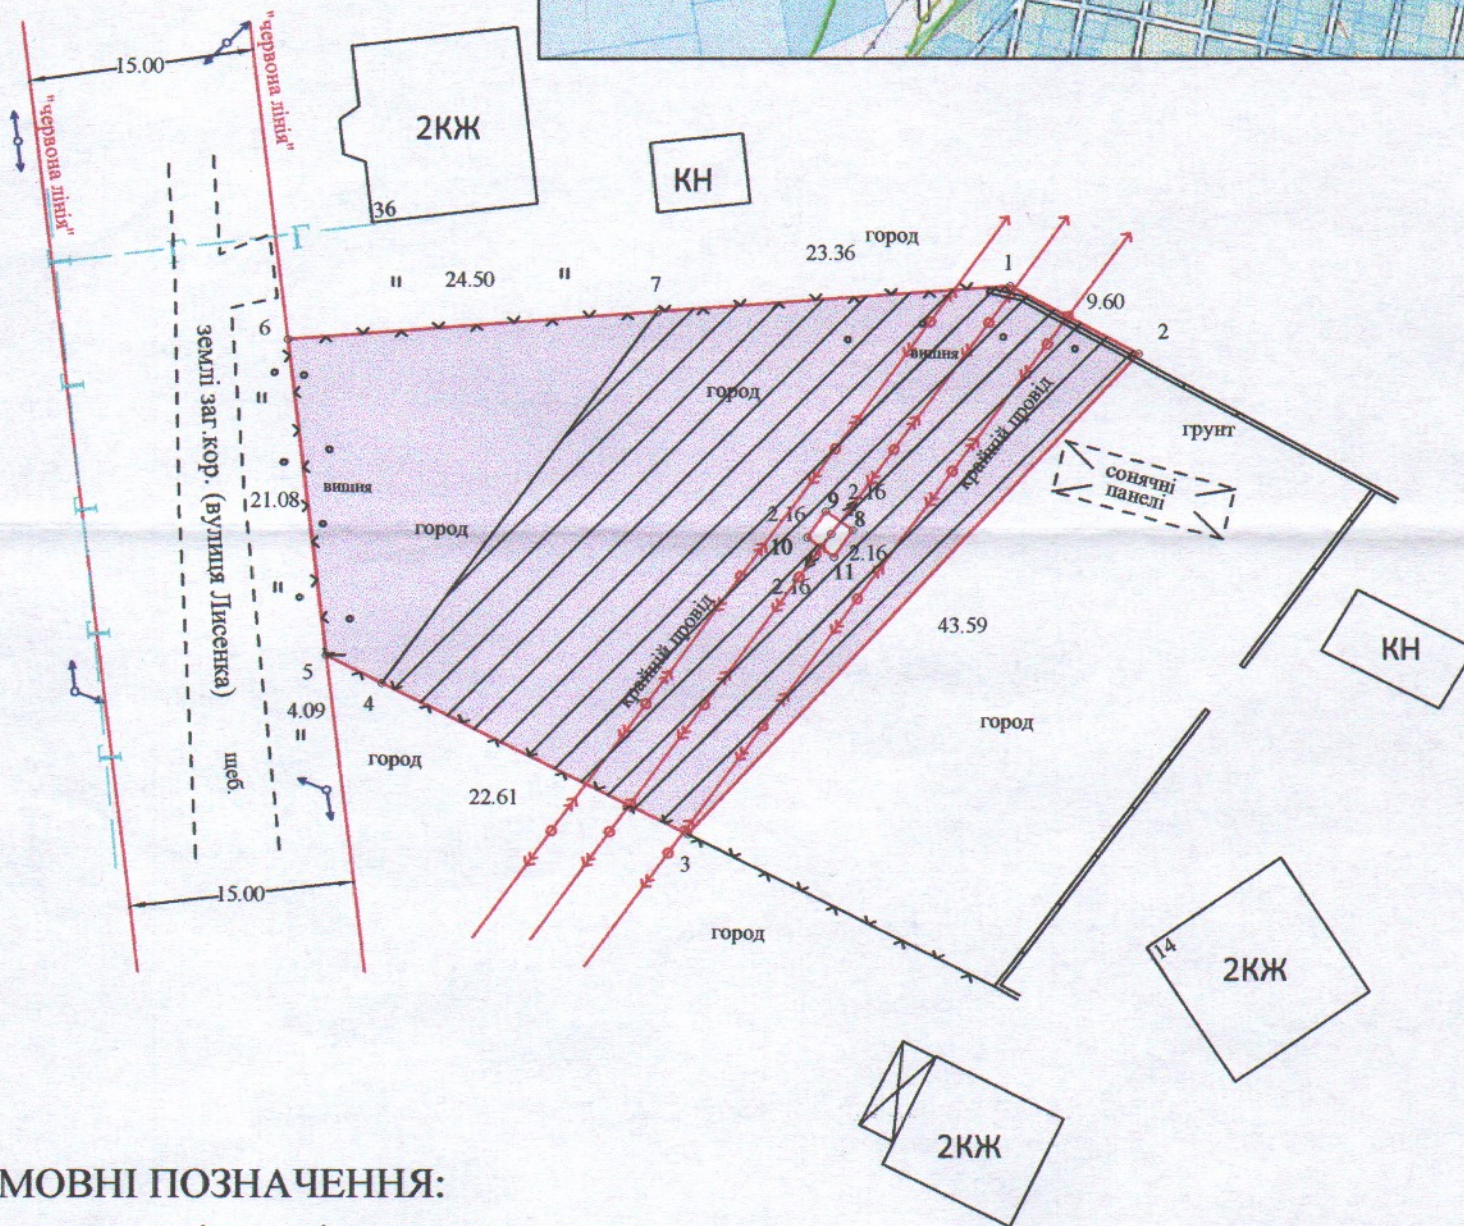 15.00
"червона лінія"
"червона лінія"
2КЖ
36
КН
Г
Г
Г
24.50
"
"
7
23.36
город
1
9.60
2
6
землі заг.кор. (вулиця Лисенка)
щеб.
"
21.08
вишня
"
город
город
вишня
крайній провід
грунт
сонячні
панелі
2.16
9
2.16
8
10
2.16
11
2.16
крайній провід
43.59
КН
город
5
4
4.09
"
город
22.61
3
15.00
город
14
2КЖ
2КЖ
МОВНІ ПОЗНАЧЕННЯ: